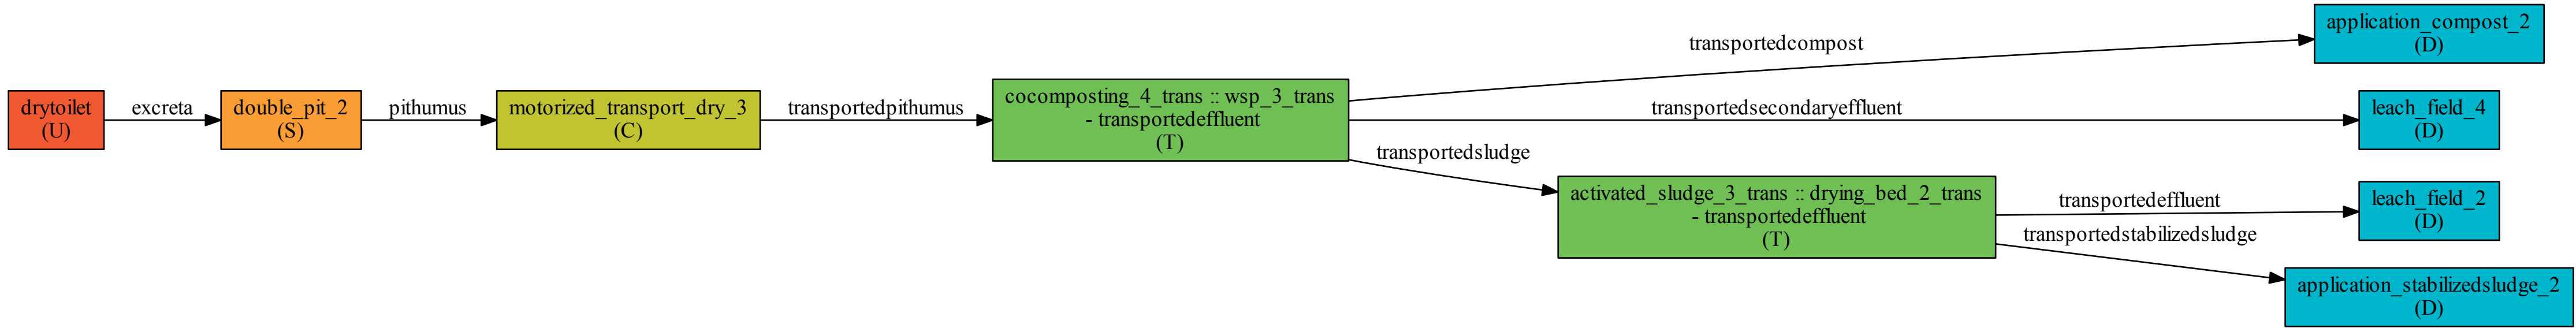 drytoilet
(U)
excreta
double_pit_2
(S)
pithumus
motorized_transport_dry_3
(C)
transportedpithumus
cocomposting_4_trans :: wsp_3_trans
- transportedeffluent
(T)
transportedcompost
application_compost_2
(D)
transportedsecondaryeffluent
leach_field_4
(D)
transportedsludge
activated_sludge_3_trans :: drying_bed_2_trans
- transportedeffluent
(T)
transportedeffluent
leach_field_2
(D)
transportedstabilizedsludge
application_stabilizedsludge_2
(D)